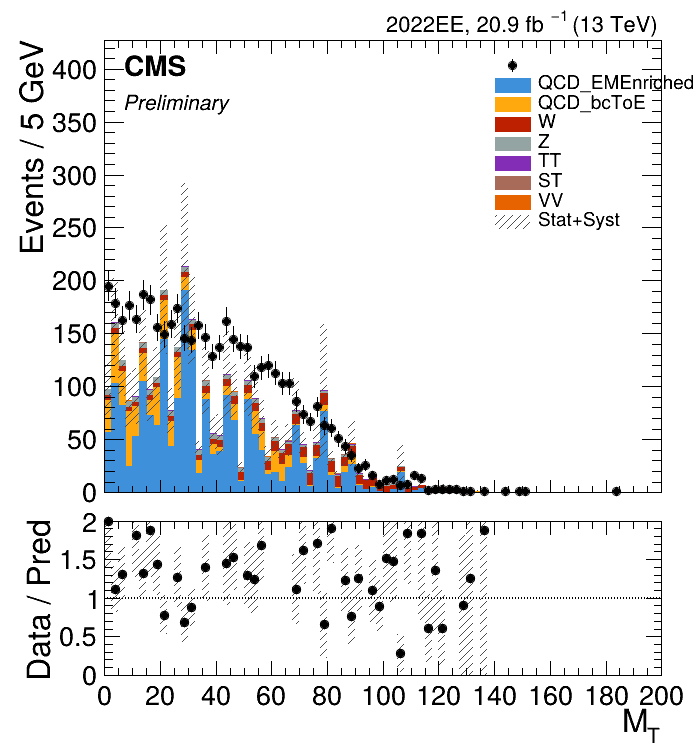 2022EE, 20.9 fb⁻¹ (13 TeV)
Events / 5 GeV
400
350
300
250
200
150
100
50
0
CMS
Preliminary
QCD_EMEnriched
QCD_bcToE
W
Z
TT
ST
VV
Stat+Syst
Data / Pred
2
1.5
1
0.5
0
0 20 40 60 80 100 120 140 160 180 200
M_T